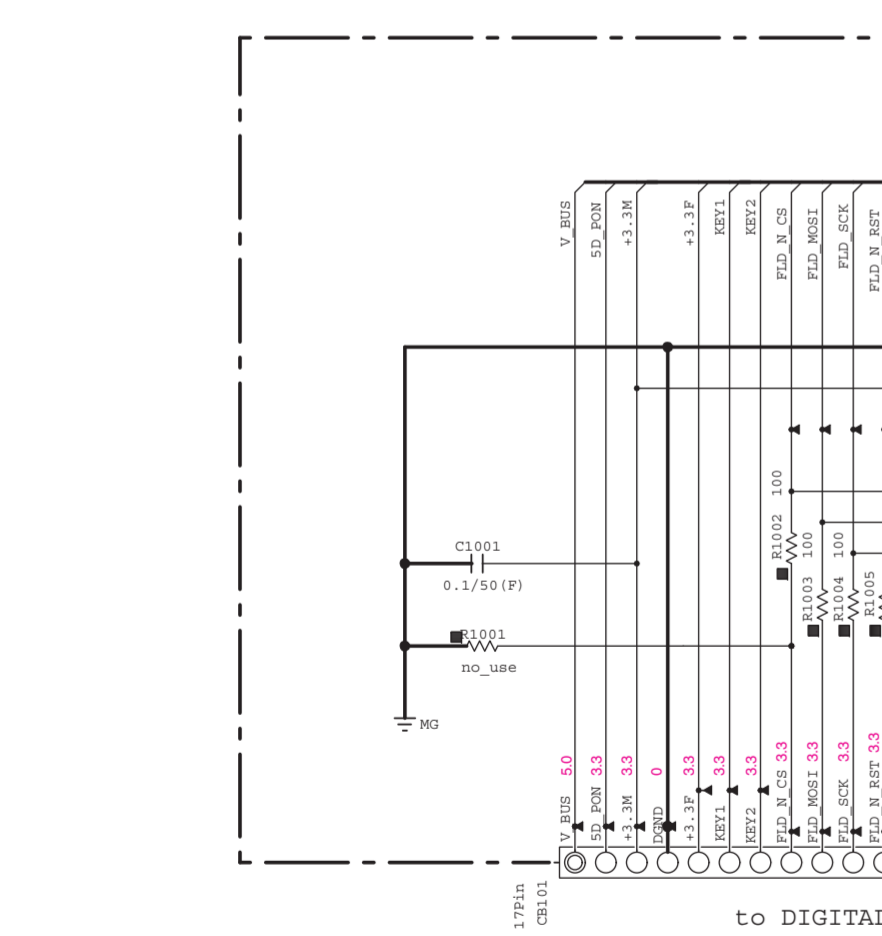 V_BUS
5D_PON
+3.3M
+3.3F
KEY1
KEY2
FLD_N_CS
FLD_MOSI
FLD_SCK
FLD_N_RST
100
R1002
100
R1003
100
R1004
R1005
C1001
0.1/50(F)
R1001
no_use
MG
V_BUS 5.0
5D_PON 3.3
+3.3M 3.3
DGND 0
+3.3F 3.3
KEY1 3.3
KEY2 3.3
FLD_N_CS 3.3
FLD_MOSI 3.3
FLD_SCK 3.3
FLD_N_RST 3.3
17Pin
CB101
to DIGITAL